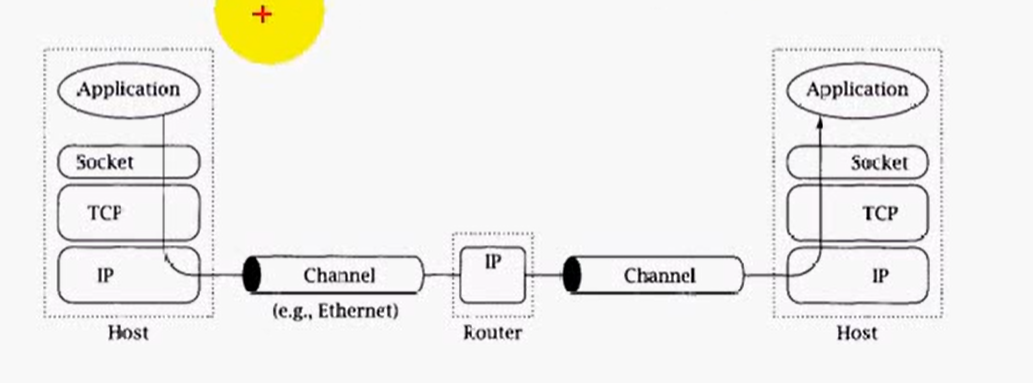 Application
Socket
TCP
IP
Host
Channel
(e.g., Ethernet)
IP
Router
Channel
Application
Socket
TCP
IP
Host